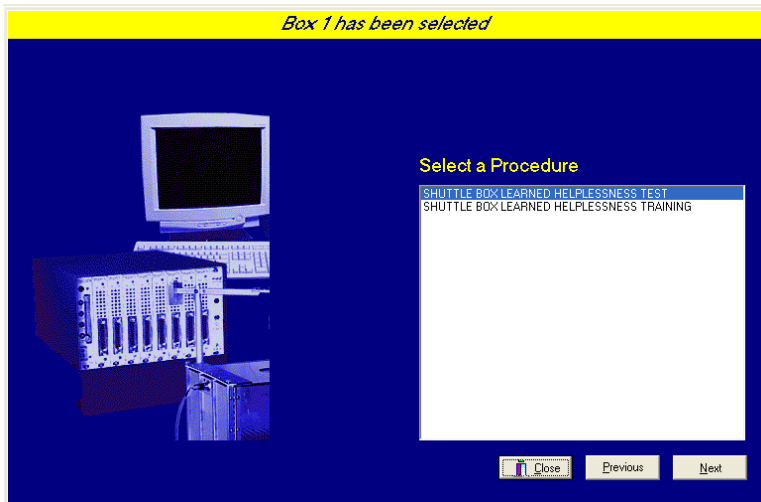 Box 1 has been selected
Select a Procedure
SHUTTLE BOX LEARNED HELPLESSNESS TEST
SHUTTLE BOX LEARNED HELPLESSNESS TRAINING
Close
Previous
Next